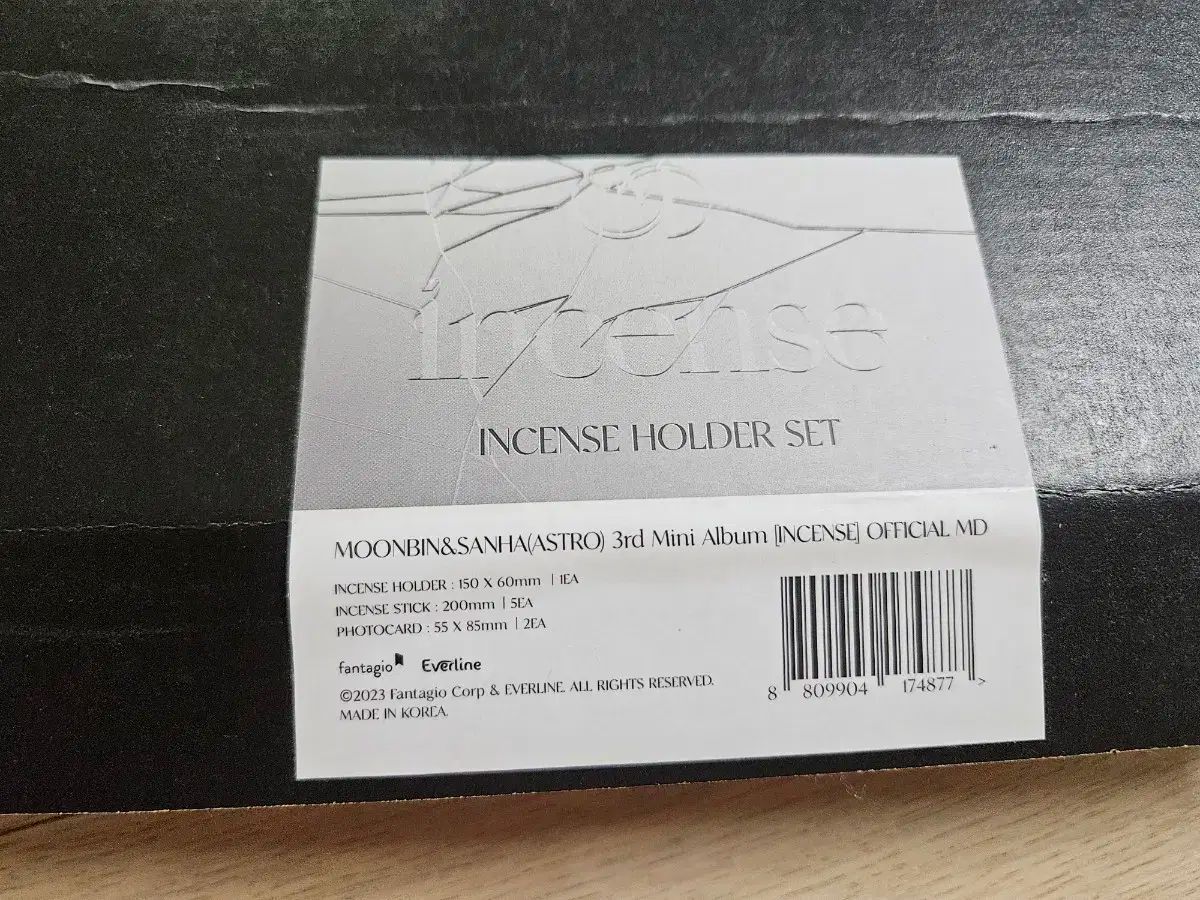 incense
INCENSE HOLDER SET
MOONBIN&SANHA(ASTRO) 3rd Mini Album [INCENSE] OFFICIAL MD
INCENSE HOLDER : 150 X 60mm | 1EA
INCENSE STICK : 200mm | 5EA
PHOTOCARD : 55 X 85mm | 2EA
fantagio Everline
©2023 Fantagio Corp & EVERLINE. ALL RIGHTS RESERVED.
MADE IN KOREA.
8 809904 174877 >